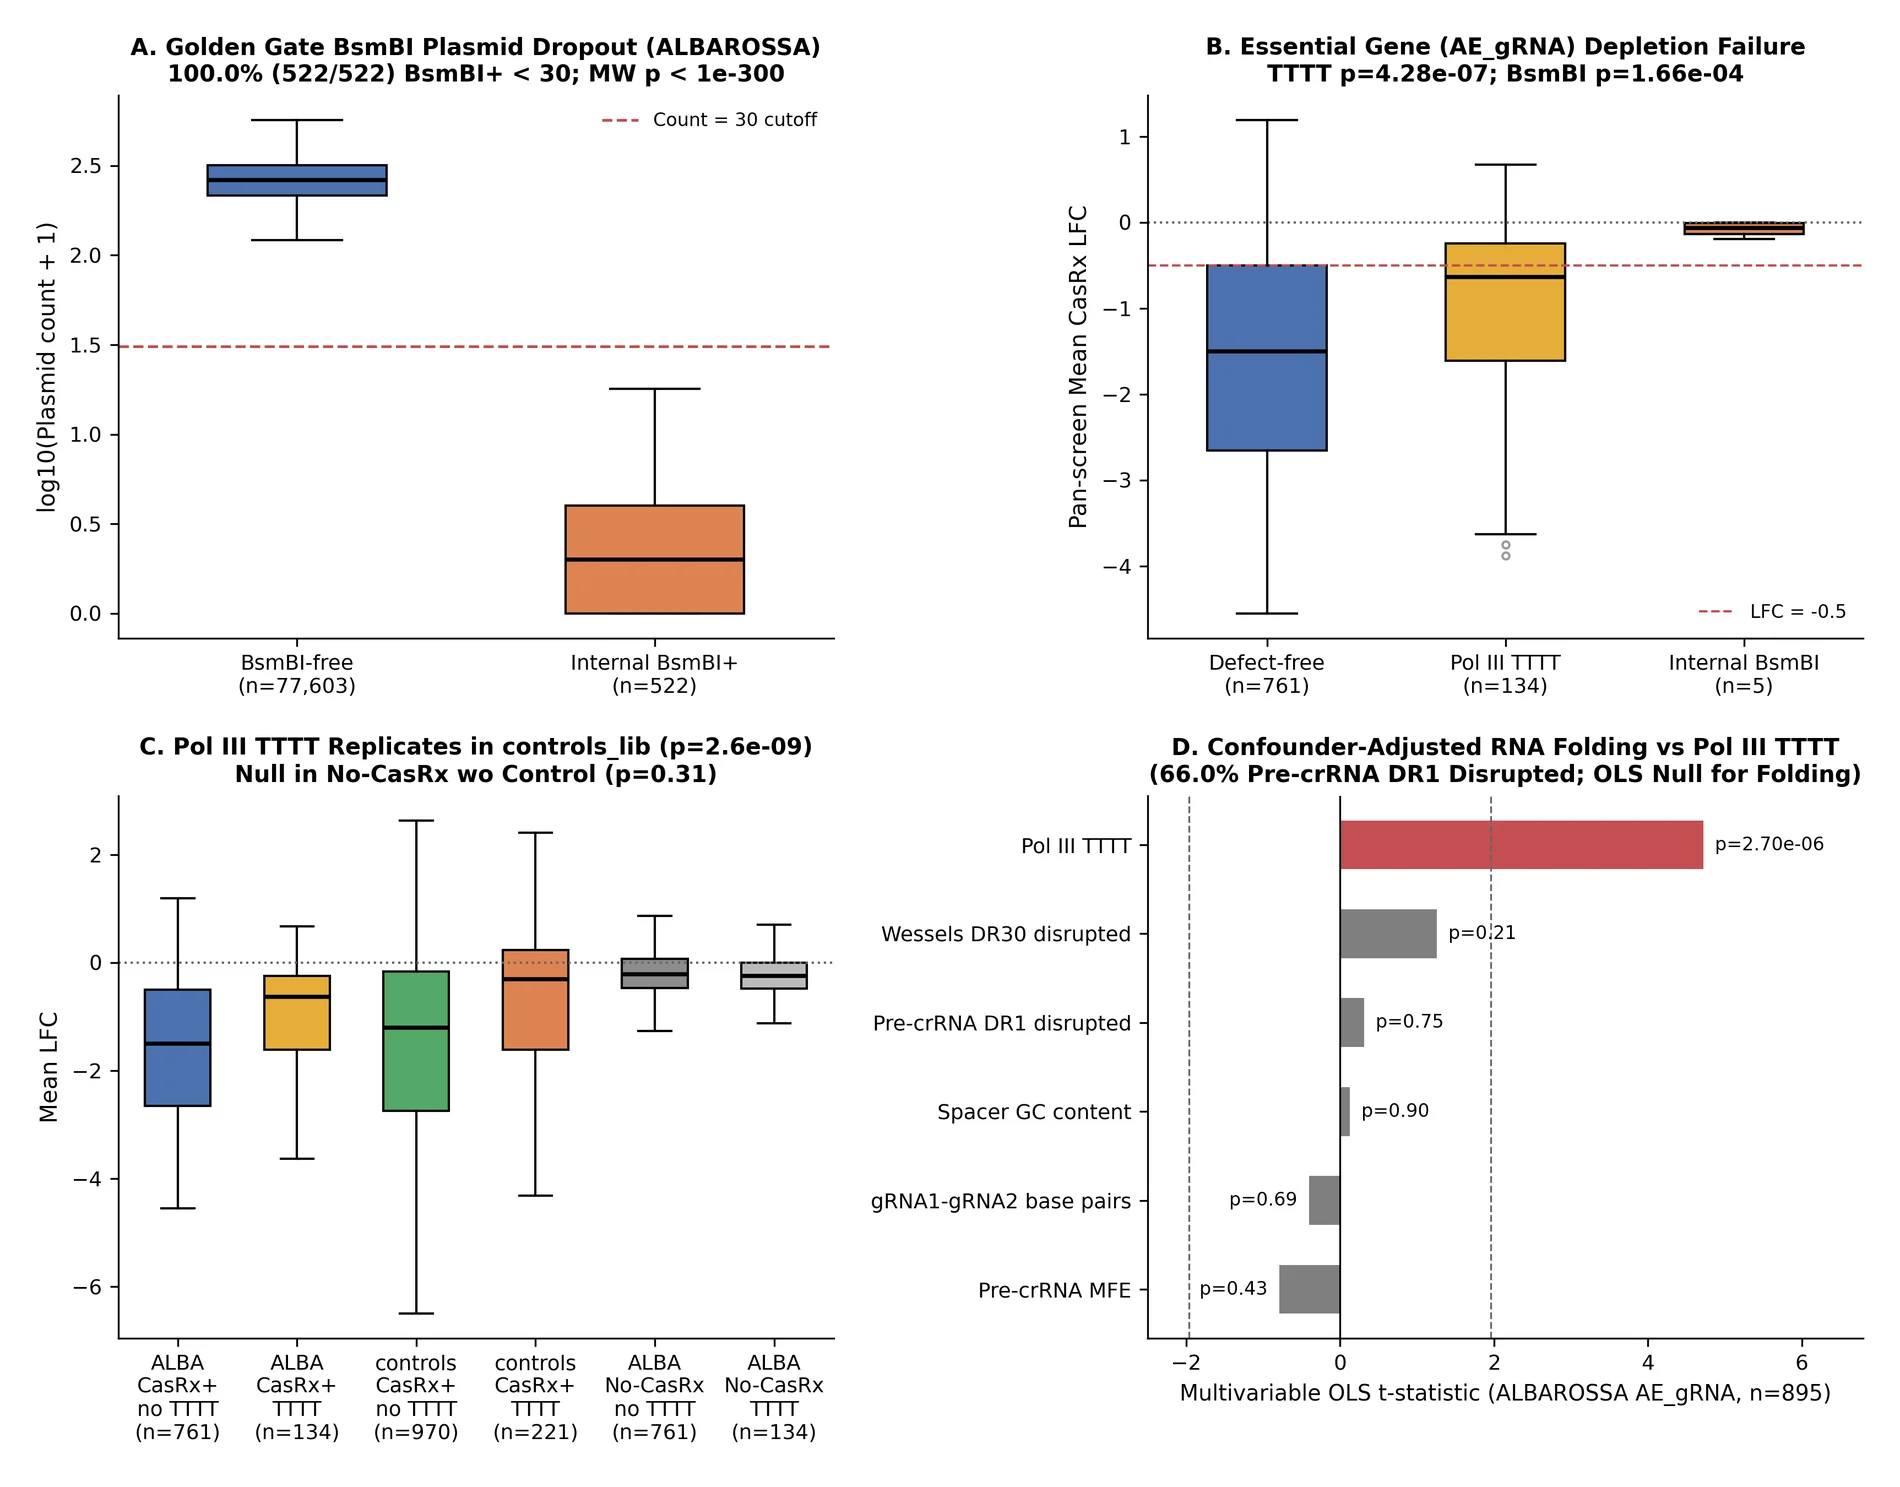 A. Golden Gate BsmBI Plasmid Dropout (ALBAROSSA)
100.0% (522/522) BsmBI+ < 30; MW p < 1e-300
Count = 30 cutoff
log10(Plasmid count + 1)
2.5
2.0
1.5
1.0
0.5
0.0
BsmBI-free
(n=77,603)
Internal BsmBI+
(n=522)
B. Essential Gene (AE_gRNA) Depletion Failure
TTTT p=4.28e-07; BsmBI p=1.66e-04
Pan-screen Mean CasRx LFC
1
0
−1
−2
−3
−4
LFC = -0.5
Defect-free
(n=761)
Pol III TTTT
(n=134)
Internal BsmBI
(n=5)
C. Pol III TTTT Replicates in controls_lib (p=2.6e-09)
Null in No-CasRx wo Control (p=0.31)
Mean LFC
2
0
−2
−4
−6
ALBA
CasRx+
no TTTT
(n=761)
ALBA
CasRx+
TTTT
(n=134)
controls
CasRx+
no TTTT
(n=970)
controls
CasRx+
TTTT
(n=221)
ALBA
No-CasRx
no TTTT
(n=761)
ALBA
No-CasRx
TTTT
(n=134)
D. Confounder-Adjusted RNA Folding vs Pol III TTTT
(66.0% Pre-crRNA DR1 Disrupted; OLS Null for Folding)
Pol III TTTT
p=2.70e-06
Wessels DR30 disrupted
p=0.21
Pre-crRNA DR1 disrupted
p=0.75
Spacer GC content
p=0.90
gRNA1-gRNA2 base pairs
p=0.69
Pre-crRNA MFE
p=0.43
−2
0
2
4
6
Multivariable OLS t-statistic (ALBAROSSA AE_gRNA, n=895)